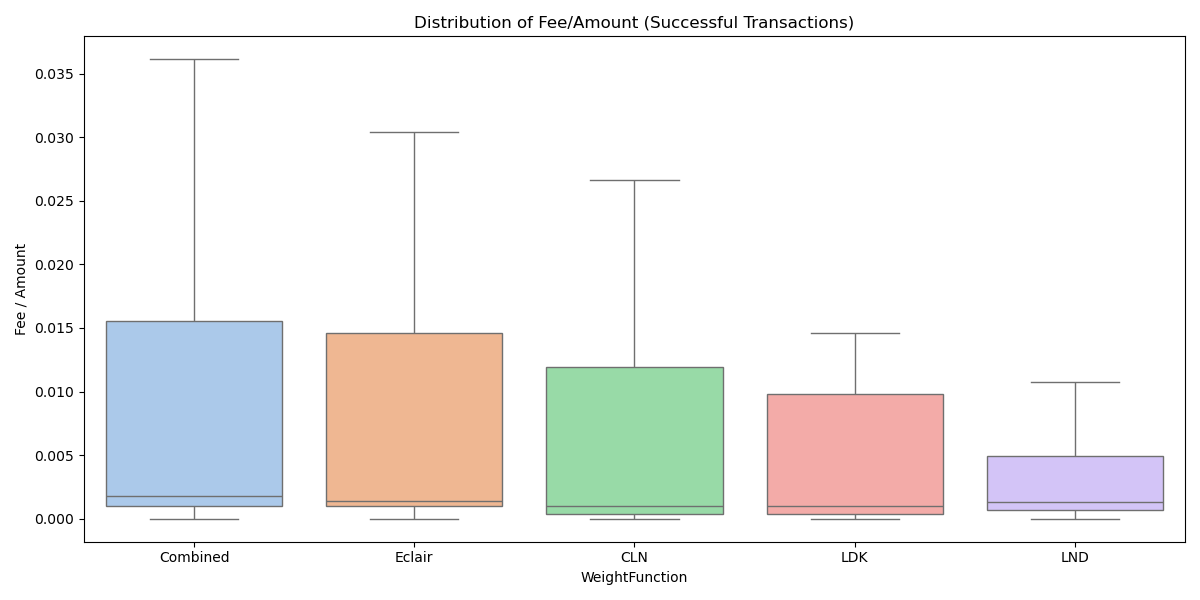 Distribution of Fee/Amount (Successful Transactions)
Fee / Amount
0.035
0.030
0.025
0.020
0.015
0.010
0.005
0.000
Combined Eclair CLN LDK LND
WeightFunction